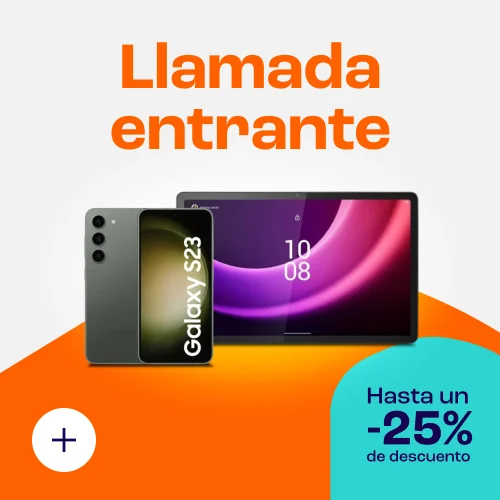 Llamada
entrante
10
08
Galaxy S23
Hasta un
-25%
de descuento